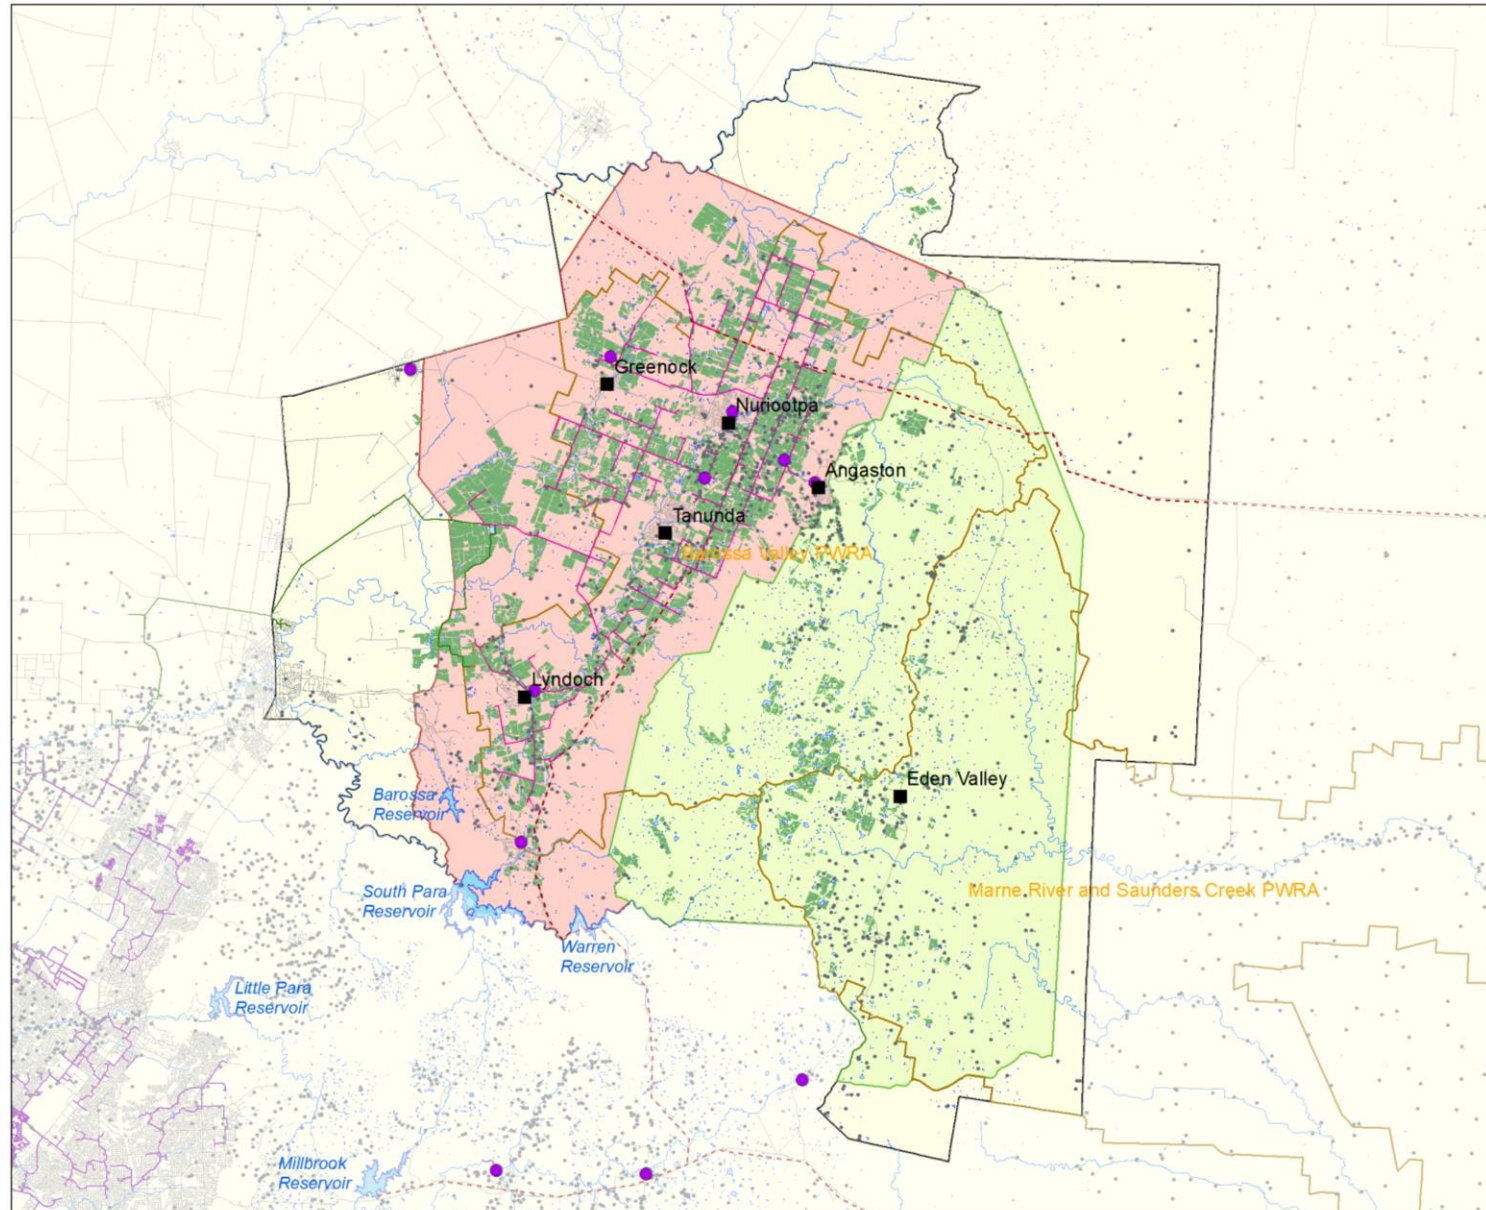 Greenock
Nuriootpa
Angaston
Tanunda
Barossa Valley PWRA
Lyndoch
Eden Valley
Barossa
Reservoir
South Para
Reservoir
Marne River and Saunders Creek PWRA
Warren
Reservoir
Little Para
Reservoir
Millbrook
Reservoir